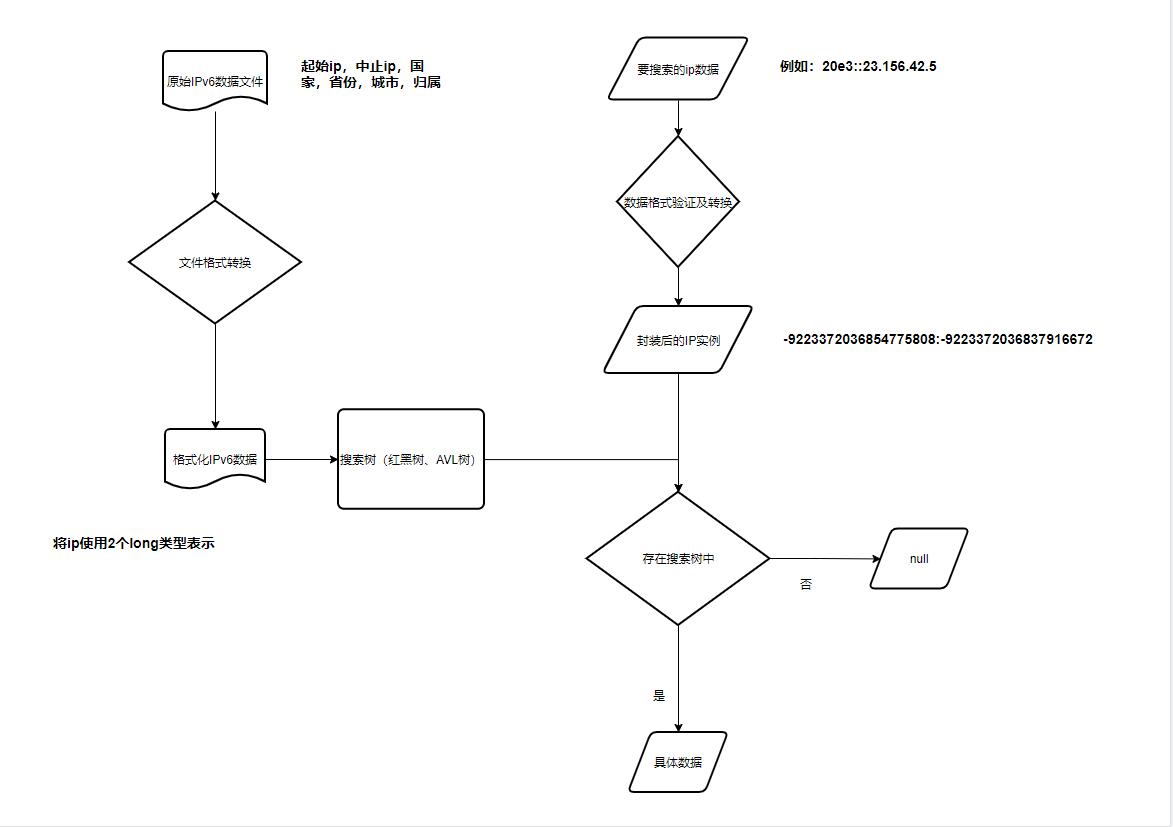 原始IPv6数据文件
起始ip，中止ip，国
家，省份，城市，归属
要搜索的ip数据
例如：20e3::23.156.42.5
数据格式验证及转换
文件格式转换
封装后的IP实例
-9223372036854775808:-9223372036837916672
格式化IPv6数据
搜索树（红黑树、AVL树）
将ip使用2个long类型表示
存在搜索树中
null
否
是
具体数据